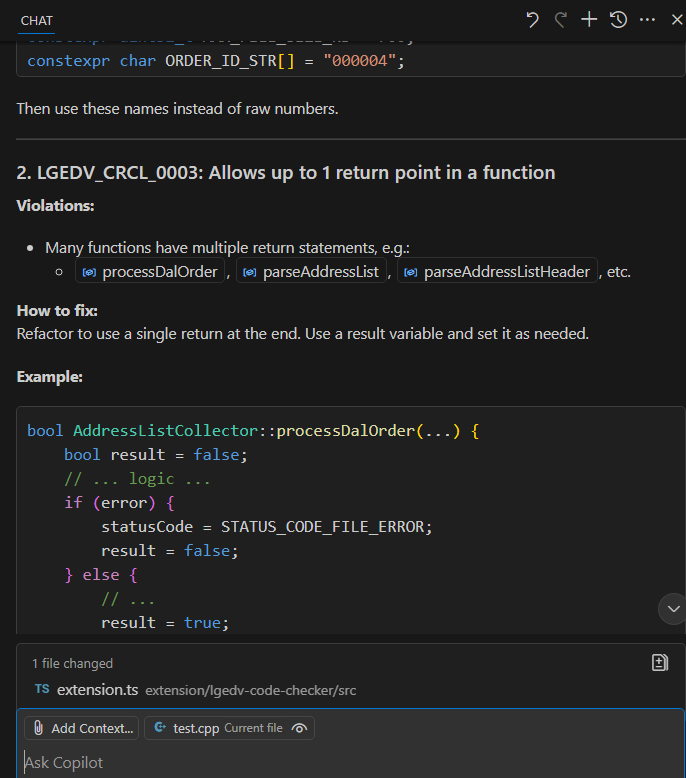 CHAT
constexpr char ORDER_ID_STR[] = "000004";
Then use these names instead of raw numbers.
2. LGEDV_CRCL_0003: Allows up to 1 return point in a function
Violations:
• Many functions have multiple return statements, e.g.:
○ processDalOrder , parseAddressList , parseAddressListHeader , etc.
How to fix:
Refactor to use a single return at the end. Use a result variable and set it as needed.
Example:
bool AddressListCollector::processDalOrder(...) {
    bool result = false;
    // ... logic ...
    if (error) {
        statusCode = STATUS_CODE_FILE_ERROR;
        result = false;
    } else {
        // ...
        result = true;
1 file changed
TS extension.ts extension/lgedv-code-checker/src
Add Context... test.cpp Current file
Ask Copilot